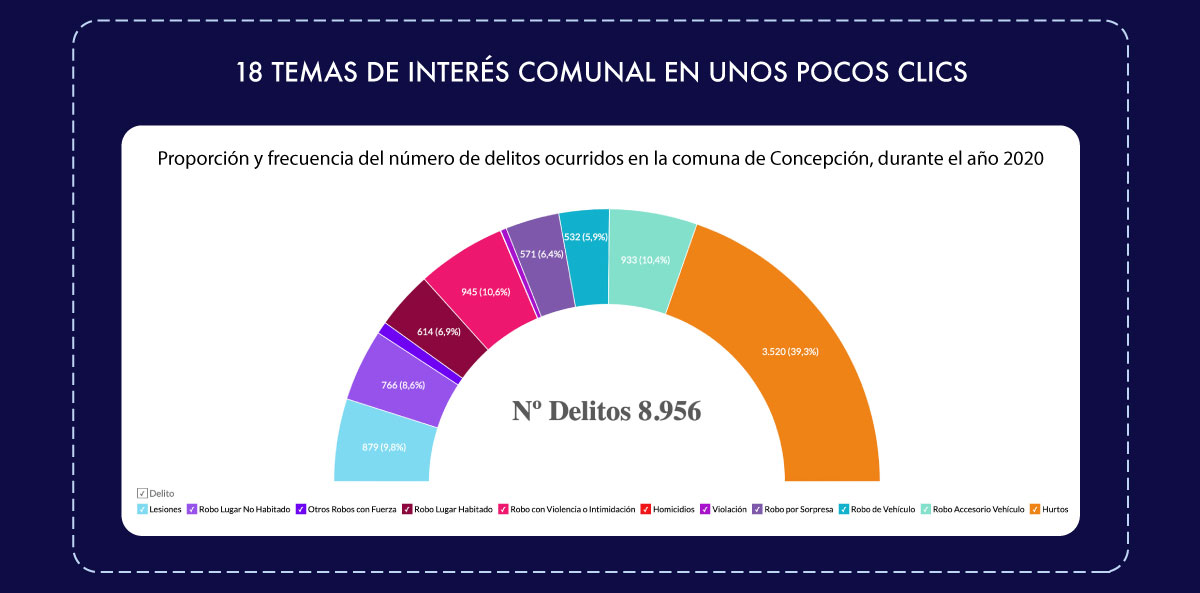 18 TEMAS DE INTERÉS COMUNAL EN UNOS POCOS CLICS
Proporción y frecuencia del número de delitos ocurridos en la comuna de Concepción, durante el año 2020
879 (9,8%)
766 (8,6%)
614 (6,9%)
945 (10,6%)
571 (6,4%)
532 (5,9%)
933 (10,4%)
3.520 (39,3%)
Nº Delitos 8.956
Delito
Lesiones Robo Lugar No Habitado Otros Robos con Fuerza Robo Lugar Habitado Robo con Violencia o Intimidación Homicidios Violación Robo por Sorpresa Robo de Vehículo Robo Accesorio Vehículo Hurtos